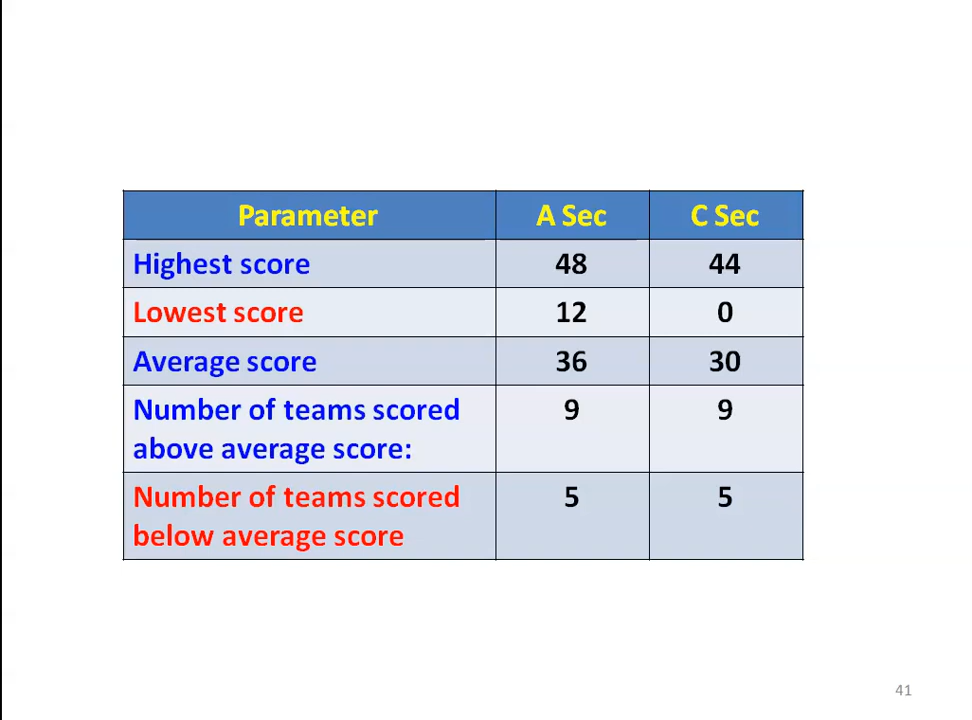 Parameter A Sec C Sec
Highest score 48 44
Lowest score 12 0
Average score 36 30
Number of teams scored 9 9
above average score:
Number of teams scored 5 5
below average score
41